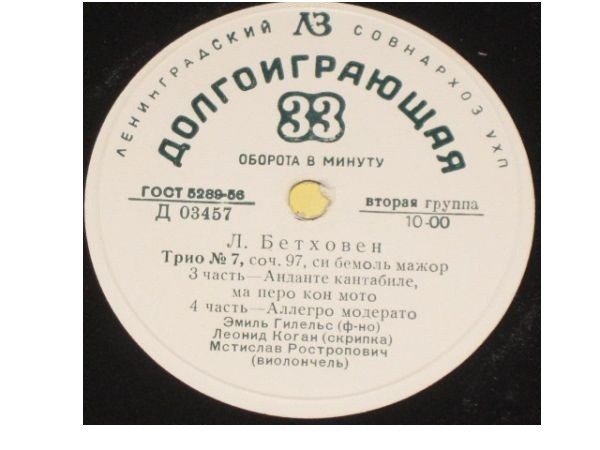 ЛЕНИНГРАДСКИЙ ЛЗ СОВНАРХОЗ УХП
ДОЛГОИГРАЮЩАЯ
33
ОБОРОТА В МИНУТУ
ГОСТ 5289-56
Д 03457
вторая группа
10-00
Л. Бетховен
Трио № 7, соч. 97, си бемоль мажор
3 часть—Анданте кантабиле,
ма перо кон мото
4 часть—Аллегро модерато
Эмиль Гилельс (ф-но)
Леонид Коган (скрипка)
Мстислав Ростропович
(виолончель)